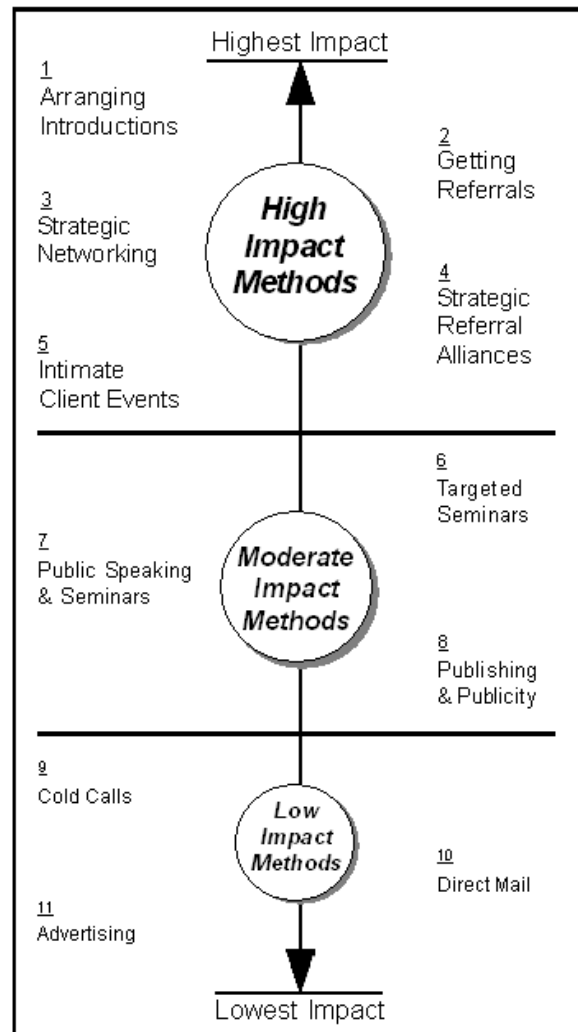 Highest Impact
1
Arranging
Introductions
2
Getting
Referrals
3
Strategic
Networking
High
Impact
Methods
4
Strategic
Referral
Alliances
5
Intimate
Client Events
6
Targeted
Seminars
7
Public Speaking
& Seminars
Moderate
Impact
Methods
8
Publishing
& Publicity
9
Cold Calls
Low
Impact
Methods
10
Direct Mail
11
Advertising
Lowest Impact